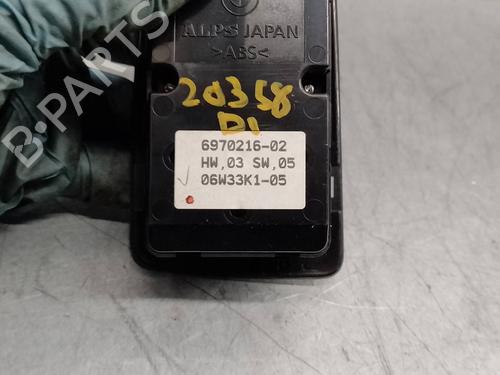 ALPS JAPAN
>ABS<
20358
D1
6970216-02
HW,03 SW,05
06W33K1-05
B-PARTS